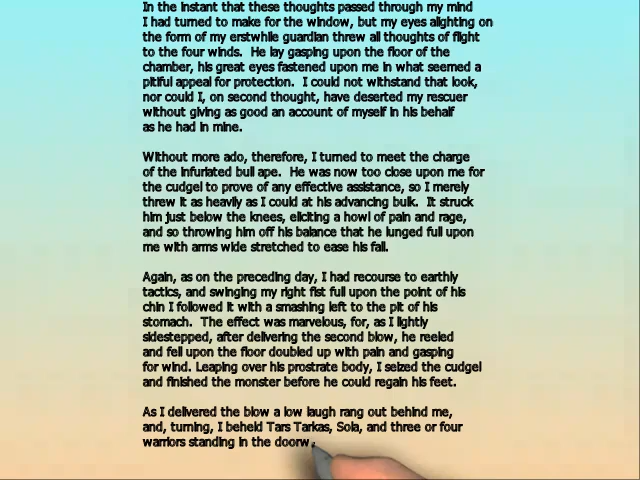 In the instant that these thoughts passed through my mind
I had turned to make for the window, but my eyes alighting on
the form of my erstwhile guardian threw all thoughts of flight
to the four winds.  He lay gasping upon the floor of the
chamber, his great eyes fastened upon me in what seemed a
pitiful appeal for protection.  I could not withstand that look,
nor could I, on second thought, have deserted my rescuer
without giving as good an account of myself in his behalf
as he had in mine.

Without more ado, therefore, I turned to meet the charge
of the infuriated bull ape.  He was now too close upon me for
the cudgel to prove of any effective assistance, so I merely
threw it as heavily as I could at his advancing bulk.  It struck
him just below the knees, eliciting a howl of pain and rage,
and so throwing him off his balance that he lunged full upon
me with arms wide stretched to ease his fall.

Again, as on the preceding day, I had recourse to earthly
tactics, and swinging my right fist full upon the point of his
chin I followed it with a smashing left to the pit of his
stomach.  The effect was marvelous, for, as I lightly
sidestepped, after delivering the second blow, he reeled
and fell upon the floor doubled up with pain and gasping
for wind. Leaping over his prostrate body, I seized the cudgel
and finished the monster before he could regain his feet.

As I delivered the blow a low laugh rang out behind me,
and, turning, I beheld Tars Tarkas, Sola, and three or four
warriors standing in the doorw